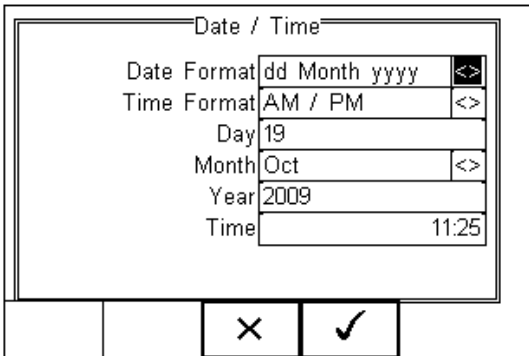 Date / Time
Date Format dd Month yyyy <>
Time Format AM / PM <>
Day 19
Month Oct <>
Year 2009
Time 11:25